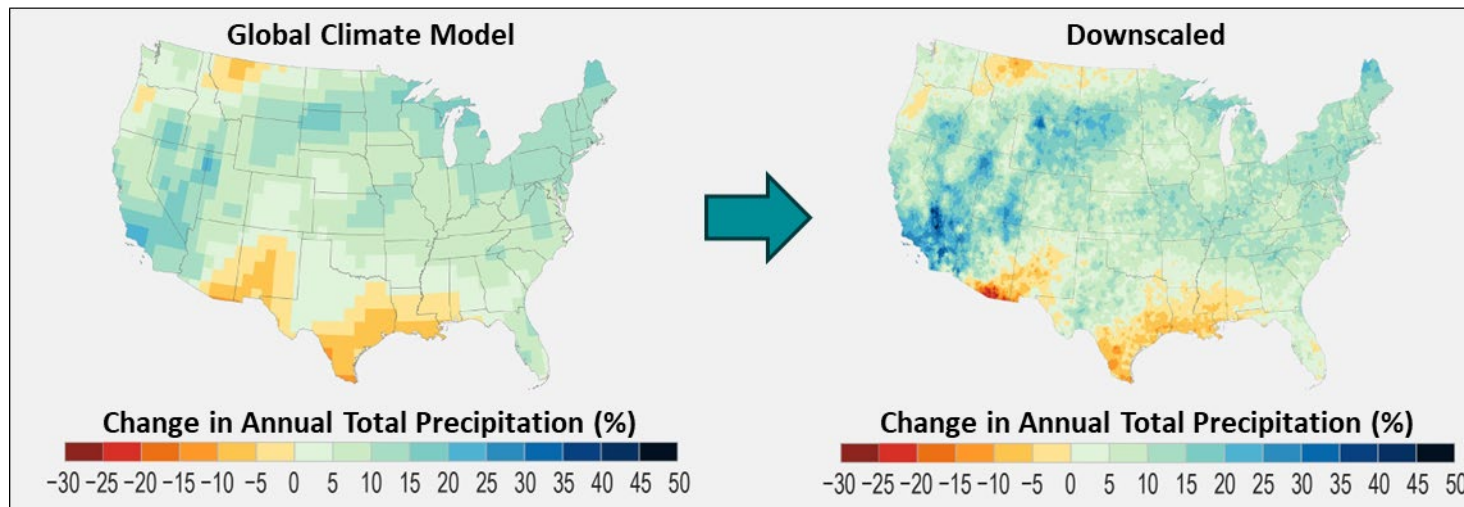 Global Climate Model
Downscaled
Change in Annual Total Precipitation (%)
−30 −25 −20 −15 −10 −5 0 5 10 15 20 25 30 35 40 45 50
Change in Annual Total Precipitation (%)
−30 −25 −20 −15 −10 −5 0 5 10 15 20 25 30 35 40 45 50